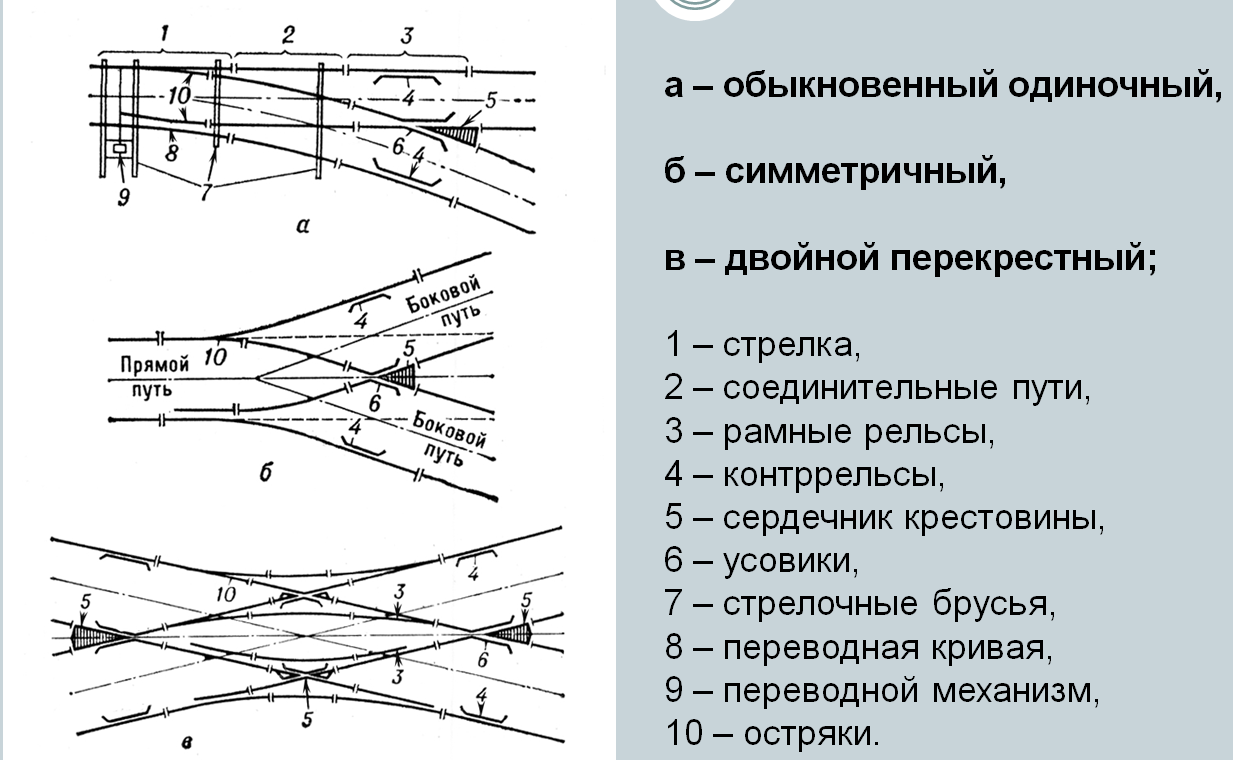 1 2 3
10 4 5
8 6 4
9 7
а
Боковой
путь
4
10 5
Прямой
путь
6
4 Боковой
путь
б
10 3 4
5 5
3 6
5 4
в
а – обыкновенный одиночный,
б – симметричный,
в – двойной перекрестный;
1 – стрелка,
2 – соединительные пути,
3 – рамные рельсы,
4 – контррельсы,
5 – сердечник крестовины,
6 – усовики,
7 – стрелочные брусья,
8 – переводная кривая,
9 – переводной механизм,
10 – остряки.